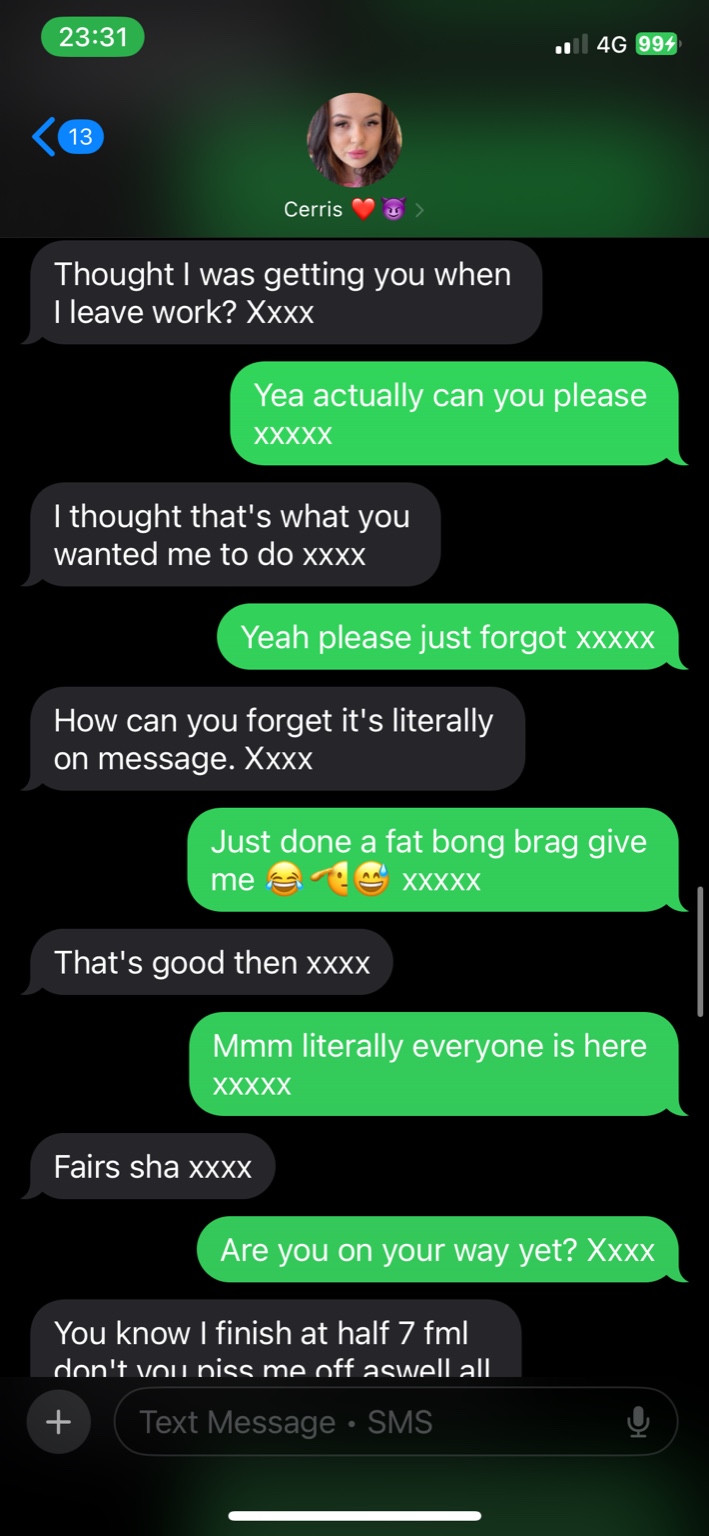 23:31
4G 99
13
Cerris ❤️😈
Thought I was getting you when
I leave work? Xxxx
Yea actually can you please
xxxxx
I thought that's what you
wanted me to do xxxx
Yeah please just forgot xxxxx
How can you forget it's literally
on message. Xxxx
Just done a fat bong brag give
me 😂🫡😅 xxxxx
That's good then xxxx
Mmm literally everyone is here
xxxxx
Fairs sha xxxx
Are you on your way yet? Xxxx
You know I finish at half 7 fml
don't you piss me off aswell all
Text Message • SMS